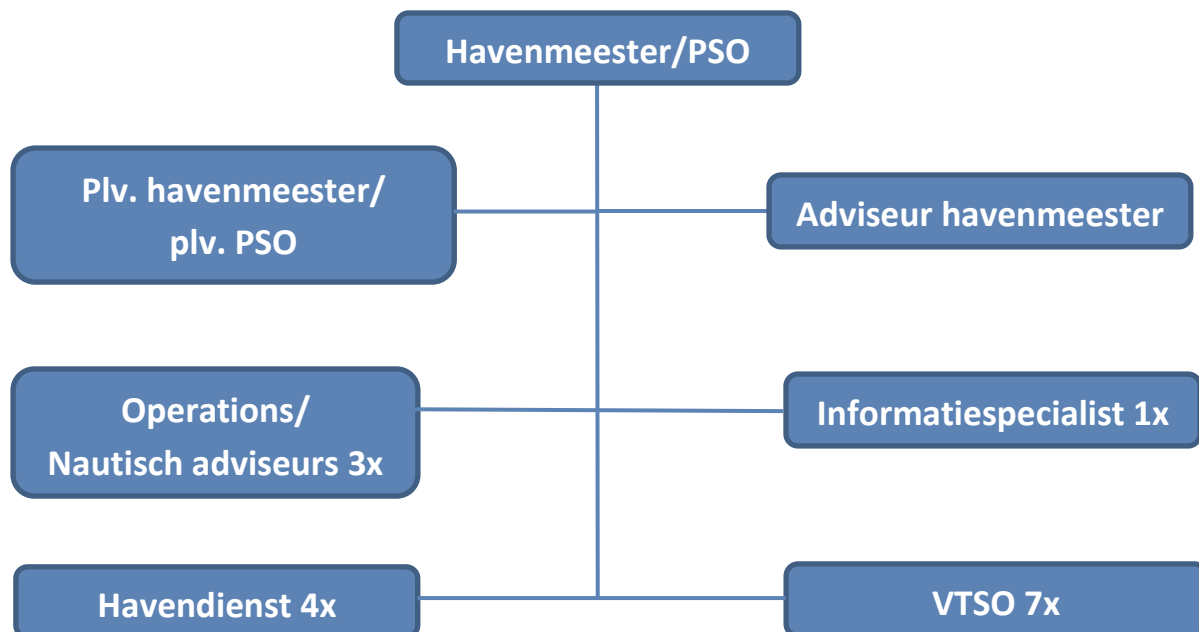 Havenmeester/PSO
Plv. havenmeester/
plv. PSO
Adviseur havenmeester
Operations/
Nautisch adviseurs 3x
Informatiespecialist 1x
Havendienst 4x
VTSO 7x